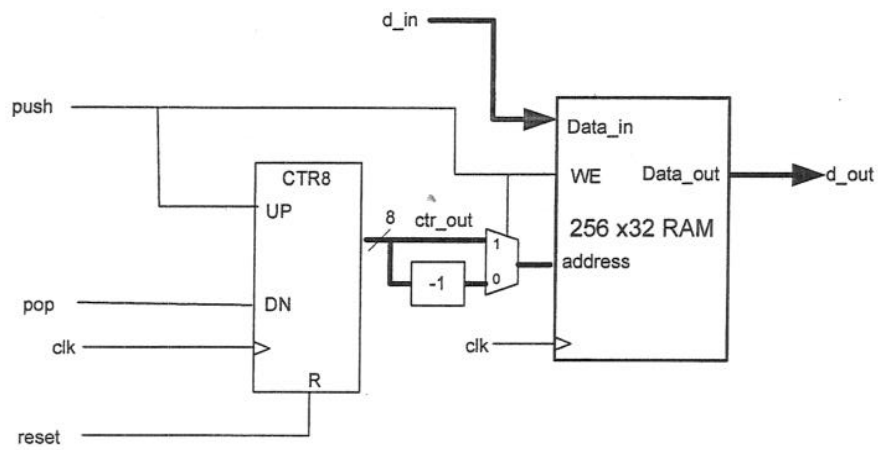 d_in
push
Data_in
CTR8
WE
Data_out
d_out
UP
8
ctr_out
256 x32 RAM
1
address
-1
0
pop
DN
clk
clk
R
reset